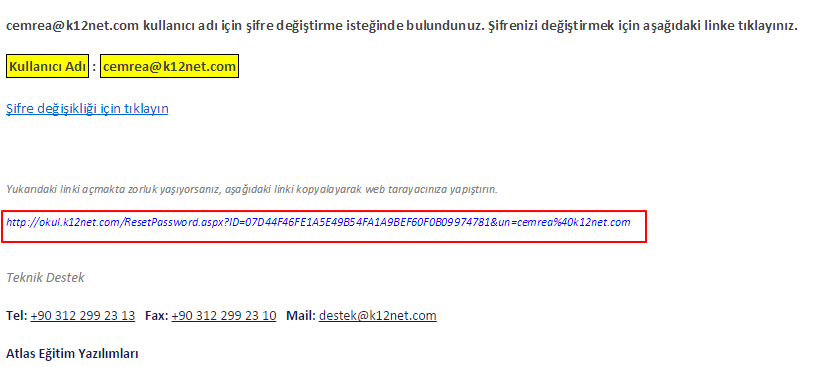 cemrea@k12net.com kullanıcı adı için şifre değiştirme isteğinde bulundunuz. Şifrenizi değiştirmek için aşağıdaki linke tıklayınız.
Kullanıcı Adı : cemrea@k12net.com
Şifre değişikliği için tıklayın
Yukarıdaki linki açmakta zorluk yaşıyorsanız, aşağıdaki linki kopyalayarak web tarayacınıza yapıştırın.
http://okul.k12net.com/ResetPassword.aspx?ID=07D44F46FE1A5E49B54FA1A9BEF60F0B09974781&un=cemrea%40k12net.com
Teknik Destek
Tel: +90 312 299 23 13 Fax: +90 312 299 23 10 Mail: destek@k12net.com
Atlas Eğitim Yazılımları